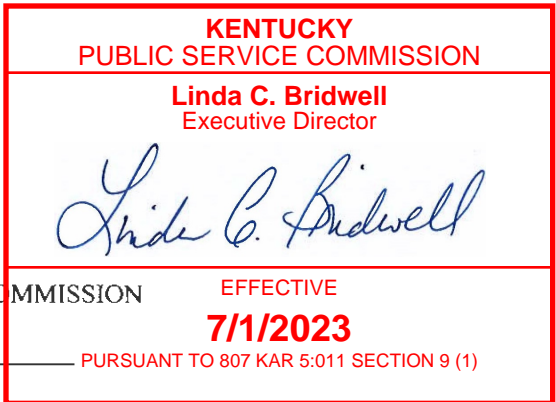 KENTUCKY
PUBLIC SERVICE COMMISSION
Linda C. Bridwell
Executive Director
Linda C. Bridwell
MMISSION
EFFECTIVE
7/1/2023
PURSUANT TO 807 KAR 5:011 SECTION 9 (1)